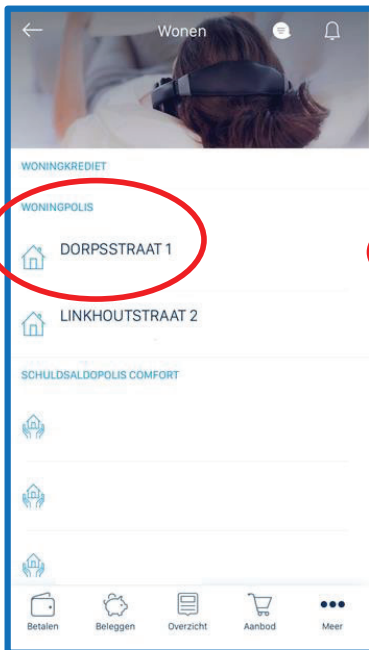 Wonen
WONINGKREDIET
WONINGPOLIS
DORPSSTRAAT 1
LINKHOUTSTRAAT 2
SCHULDSALDOPOLIS COMFORT
Betalen Beleggen Overzicht Aanbod Meer